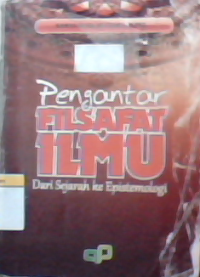 Pengantar
FILSAFAT
ILMU
Dari Sejarah ke Epistemologi